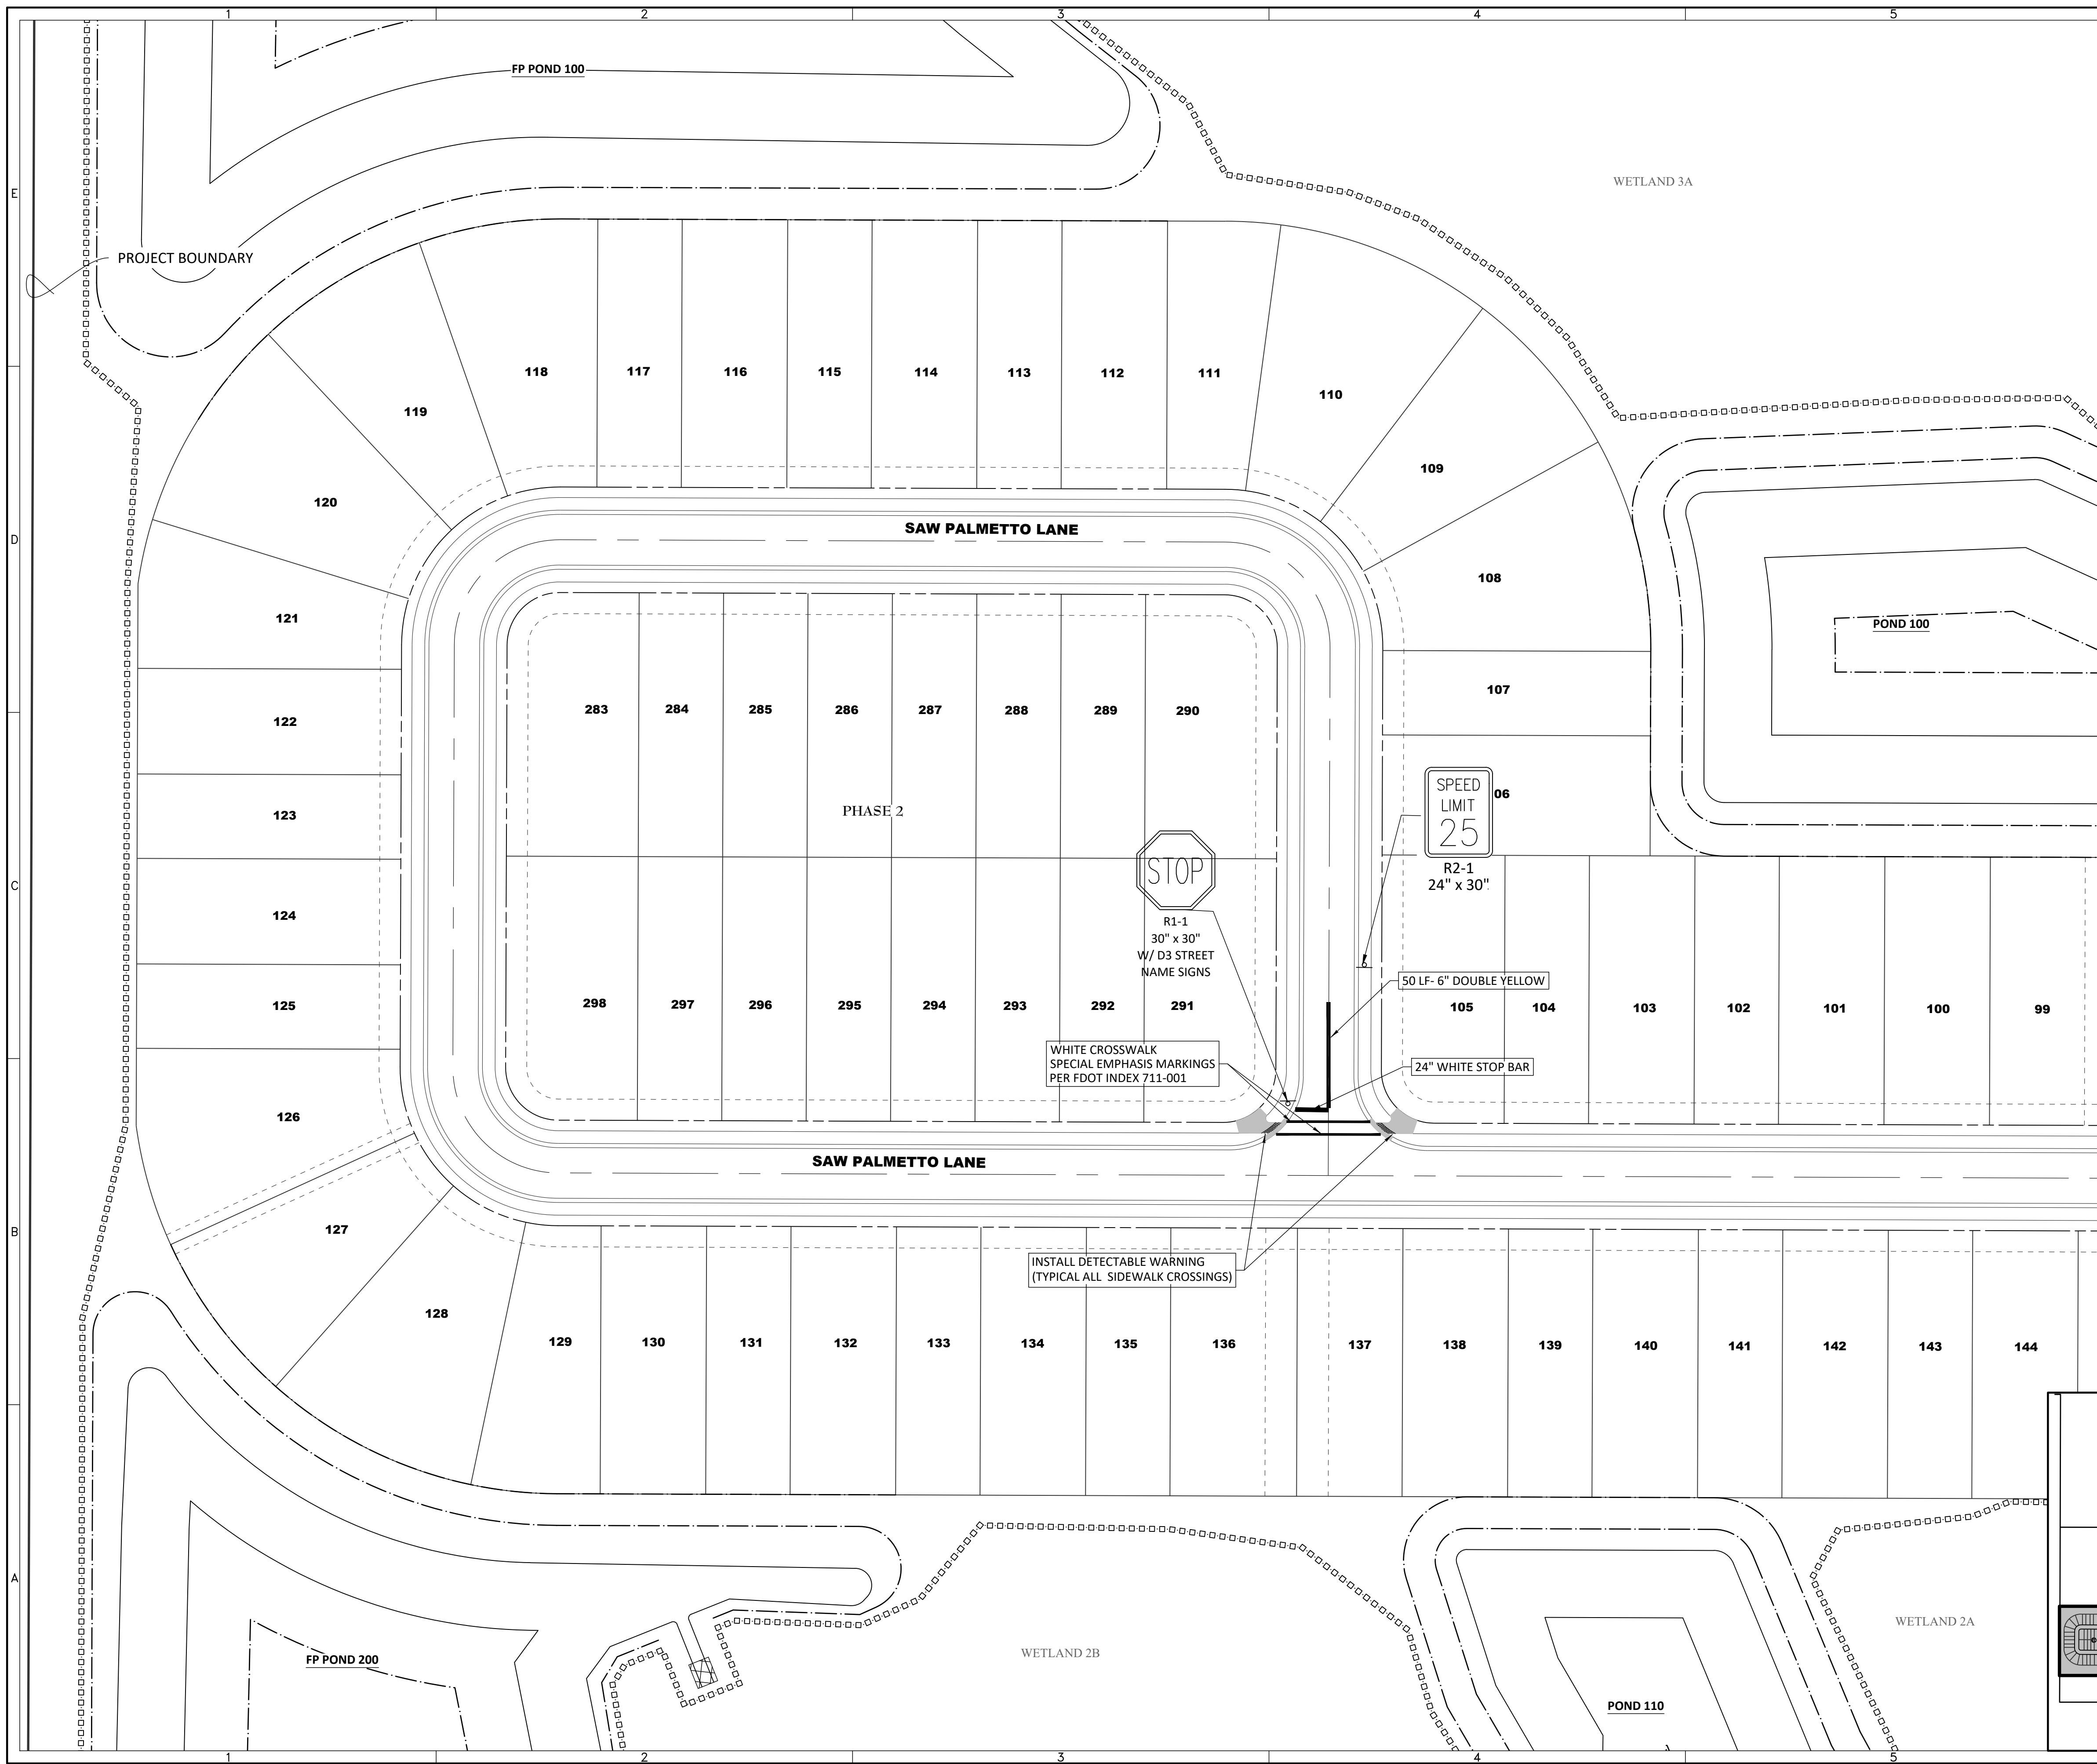 1
2
3
4
5
FP POND 100
WETLAND 3A
E
PROJECT BOUNDARY
118
117
116
115
114
113
112
111
110
119
109
120
SAW PALMETTO LANE
D
108
121
POND 100
107
283
284
285
286
287
288
289
290
122
SPEED
LIMIT
25
06
R2-1
24" x 30"
123
PHASE 2
STOP
R1-1
30" x 30"
W/ D3 STREET
NAME SIGNS
C
124
50 LF- 6" DOUBLE YELLOW
125
298
297
296
295
294
293
292
291
105
104
103
102
101
100
99
WHITE CROSSWALK
SPECIAL EMPHASIS MARKINGS
PER FDOT INDEX 711-001
24" WHITE STOP BAR
126
SAW PALMETTO LANE
B
127
INSTALL DETECTABLE WARNING
(TYPICAL ALL SIDEWALK CROSSINGS)
128
129
130
131
132
133
134
135
136
137
138
139
140
141
142
143
144
A
WETLAND 2A
FP POND 200
WETLAND 2B
POND 110
1
2
3
4
5